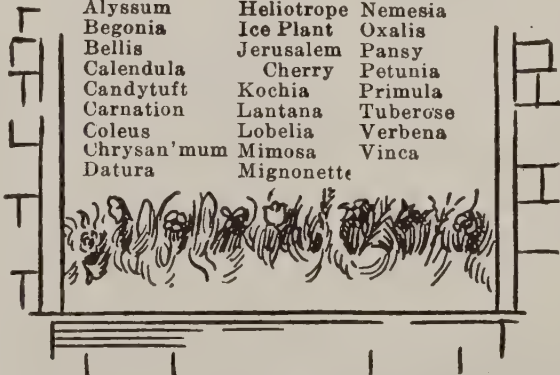 Alyssum
Begonia
Bellis
Calendula
Candytuft
Carnation
Coleus
Chrysan'mum
Datura
Heliotrope
Ice Plant
Jerusalem
Cherry
Kochia
Lantana
Lobelia
Mimosa
Mignonette
Nemesia
Oxalis
Pansy
Petunia
Primula
Tuberose
Verbena
Vinca